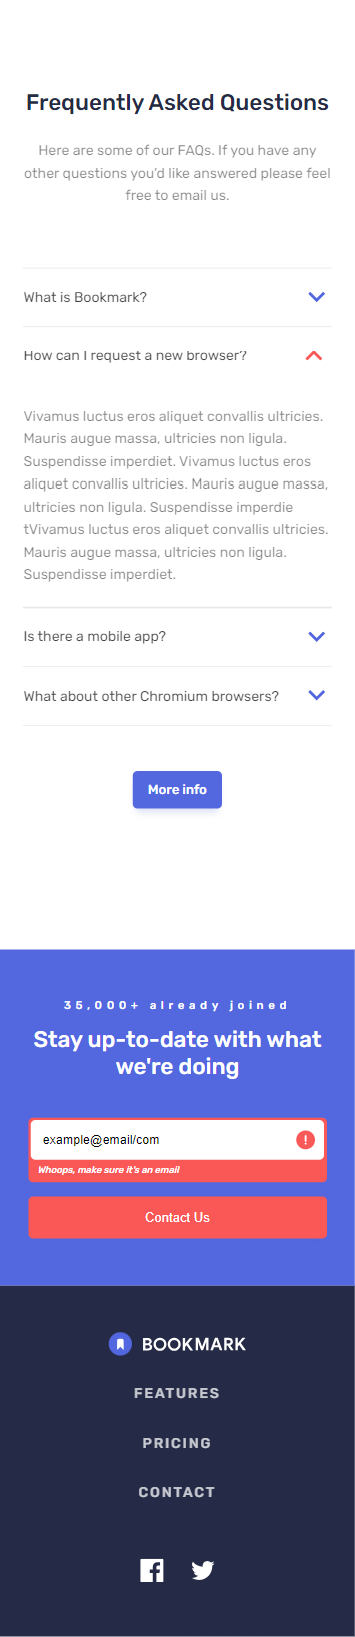 Frequently Asked Questions
Here are some of our FAQs. If you have any
other questions you'd like answered please feel
free to email us.
What is Bookmark?
How can I request a new browser?
Vivamus luctus eros aliquet convallis ultricies.
Mauris augue massa, ultricies non ligula.
Suspendisse imperdiet. Vivamus luctus eros
aliquet convallis ultricies. Mauris augue massa,
ultricies non ligula. Suspendisse imperdie
tVivamus luctus eros aliquet convallis ultricies.
Mauris augue massa, ultricies non ligula.
Suspendisse imperdiet.
Is there a mobile app?
What about other Chromium browsers?
More info
35,000+ already joined
Stay up-to-date with what
we're doing
example@email/com
Whoops, make sure it's an email
Contact Us
BOOKMARK
FEATURES
PRICING
CONTACT